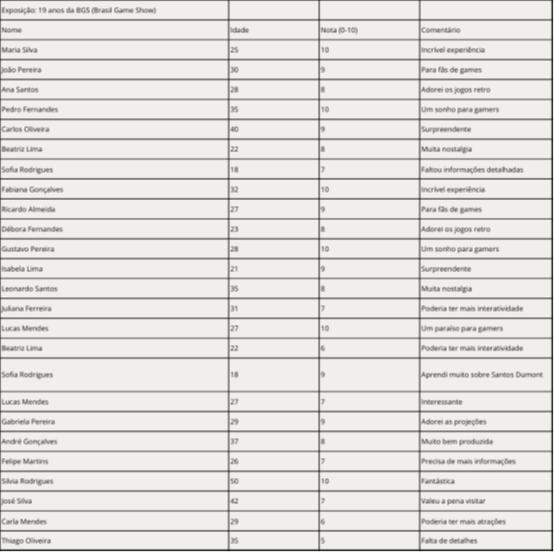 Exposição: 19 anos da BGS (Brasil Game Show)
Nome Idade Nota (0-10) Comentário
Maria Silva 25 10 Incrível experiência
João Pereira 30 9 Para fãs de games
Ana Santos 28 8 Adorei os jogos retro
Pedro Fernandes 35 10 Um sonho para gamers
Carlos Oliveira 40 9 Surpreendente
Beatriz Lima 22 8 Muita nostalgia
Sofia Rodrigues 18 7 Faltou informações detalhadas
Fabiana Gonçalves 32 10 Incrível experiência
Ricardo Almeida 27 9 Para fãs de games
Débora Fernandes 23 8 Adorei os jogos retro
Gustavo Pereira 28 10 Um sonho para gamers
Isabela Lima 21 9 Surpreendente
Leonardo Santos 35 8 Muita nostalgia
Juliana Ferreira 31 7 Poderia ter mais interatividade
Lucas Mendes 27 10 Um paraíso para gamers
Beatriz Lima 22 6 Poderia ter mais interatividade
Sofia Rodrigues 18 9 Aprendi muito sobre Santos Dumont
Lucas Mendes 27 7 Interessante
Gabriela Pereira 29 9 Adorei as projeções
André Gonçalves 37 8 Muito bem produzida
Felipe Martins 26 7 Precisa de mais informações
Silvia Rodrigues 50 10 Fantástica
José Silva 42 7 Valeu a pena visitar
Carla Mendes 29 6 Poderia ter mais atrações
Thiago Oliveira 35 5 Falta de detalhes